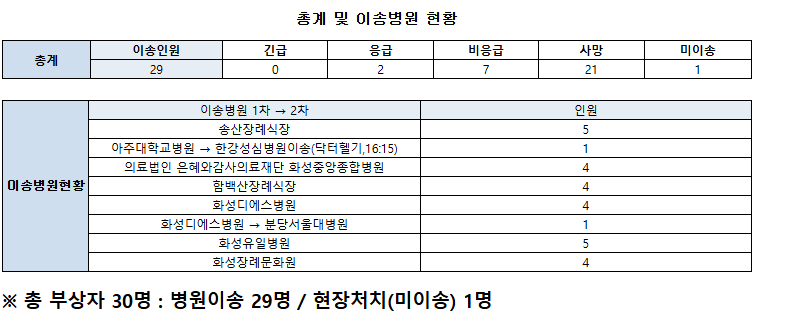 총계 및 이송병원 현황
총계 이송인원 긴급 응급 비응급 사망 미이송
29 0 2 7 21 1
이송병원현황 이송병원 1차 → 2차 인원
송산장례식장 5
아주대학교병원 → 한강성심병원이송(닥터헬기,16:15) 1
의료법인 은혜와감사의료재단 화성중앙종합병원 4
함백산장례식장 4
화성디에스병원 4
화성디에스병원 → 분당서울대병원 1
화성유일병원 5
화성장례문화원 4
※ 총 부상자 30명 : 병원이송 29명 / 현장처치(미이송) 1명